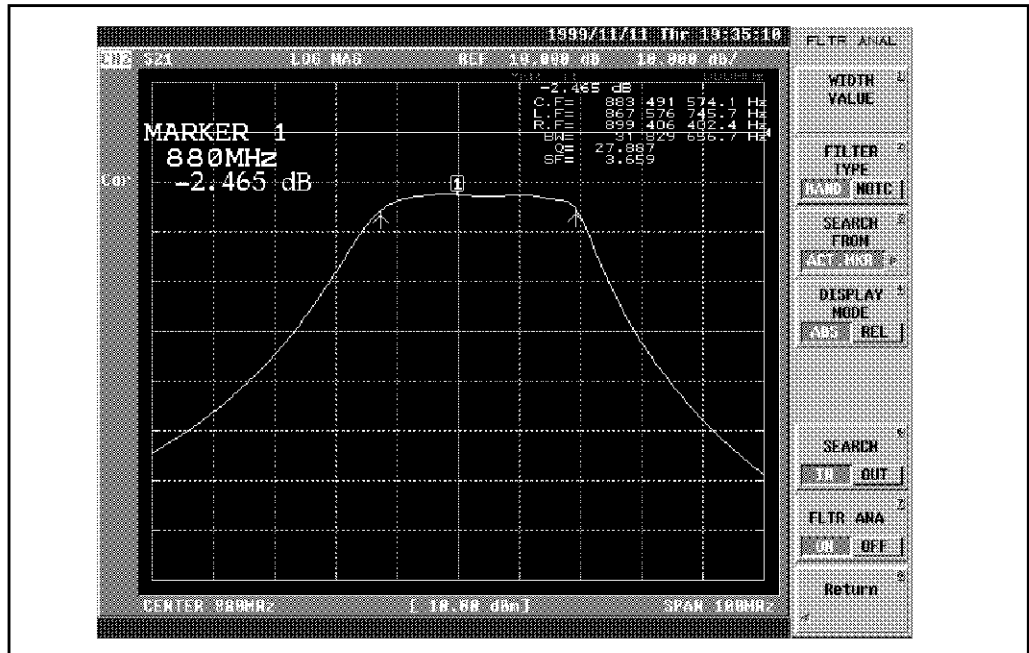 1999/11/11 Thr 19:35:10
CH2 S21 LOG MAG REF 10.000 dB 10.000 dB/
-2.465 dB
C.F= 883 491 574.1 Hz
L.F= 867 576 745.7 Hz
R.F= 899 406 402.4 Hz
BW= 31 829 656.7 Hz
Q= 27.887
SF= 3.659
MARKER 1
880MHz
-2.465 dB
Cor
1
CENTER 880MHz [ 10.00 dBm] SPAN 100MHz
FLTR ANAL
WIDTH
VALUE
FILTER
TYPE
BAND NOTC
SEARCH
FROM
ACT.MKR
DISPLAY
MODE
ABS REL
SEARCH
IN OUT
FLTR ANA
ON OFF
Return